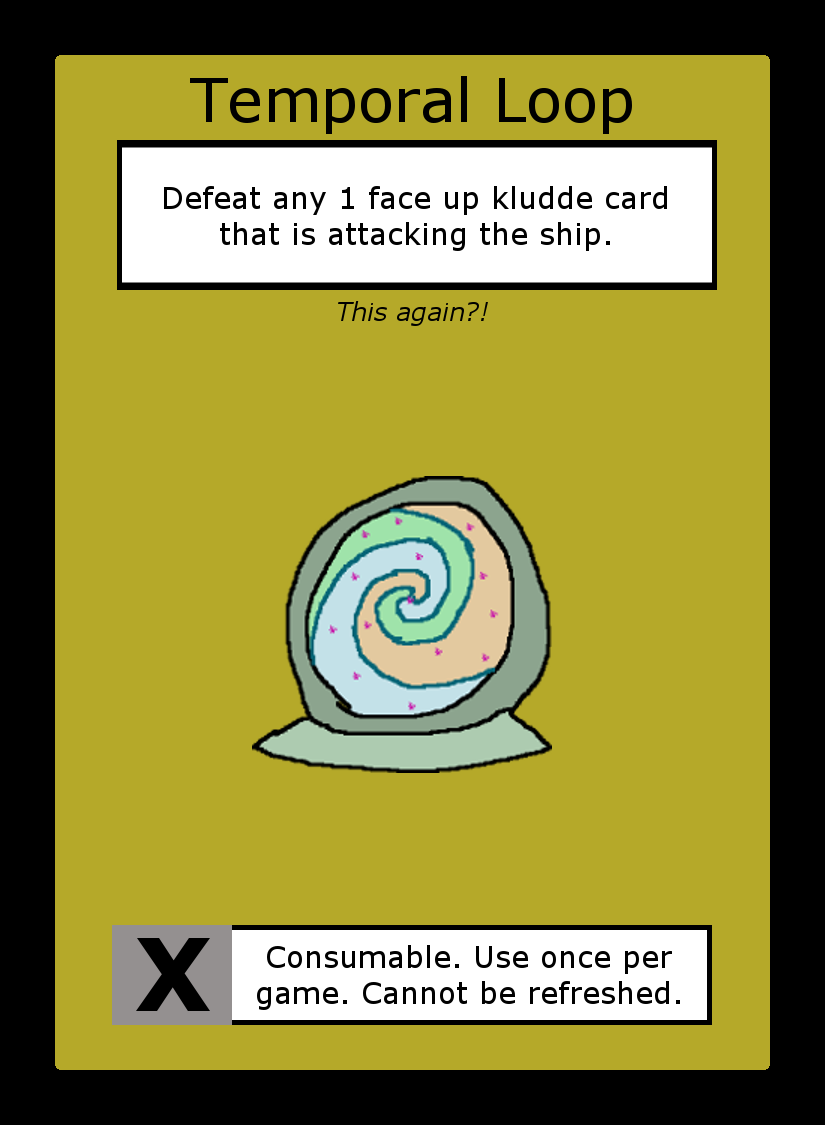 Temporal Loop
Defeat any 1 face up kludde card
that is attacking the ship.
This again?!
X
Consumable. Use once per
game. Cannot be refreshed.